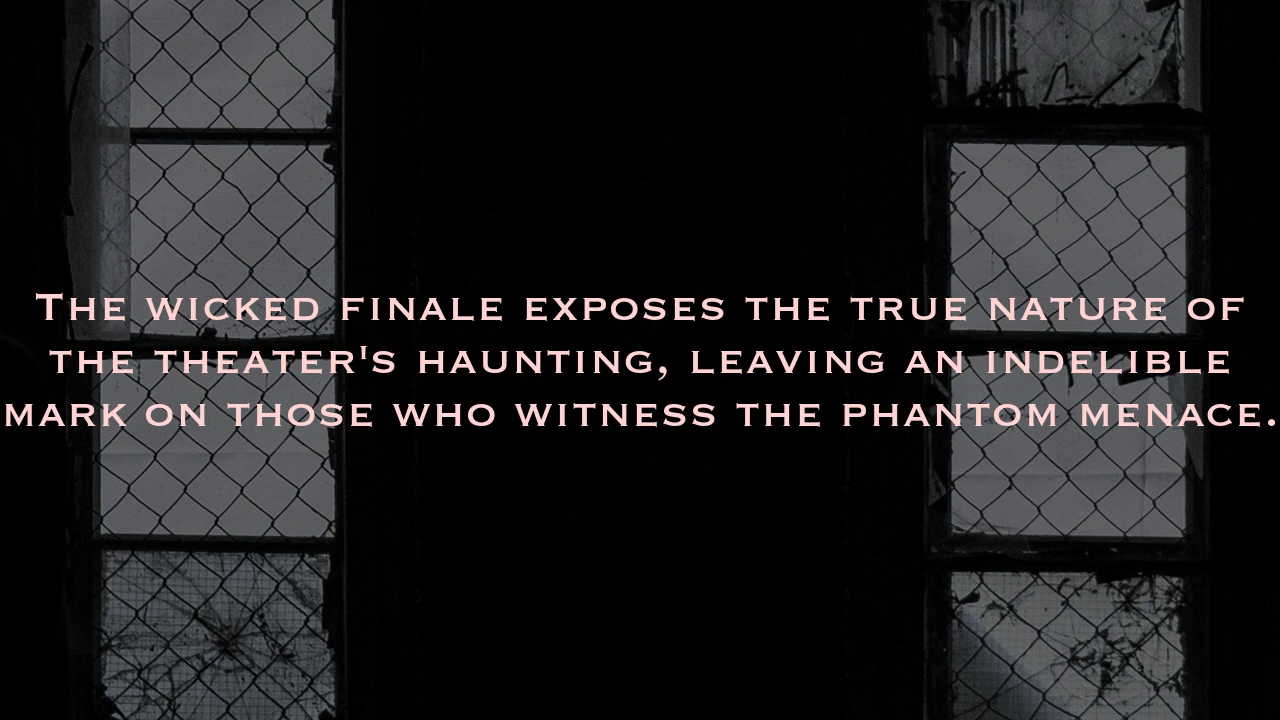 The wicked finale exposes the true nature of
the theater's haunting, leaving an indelible
mark on those who witness the phantom menace.